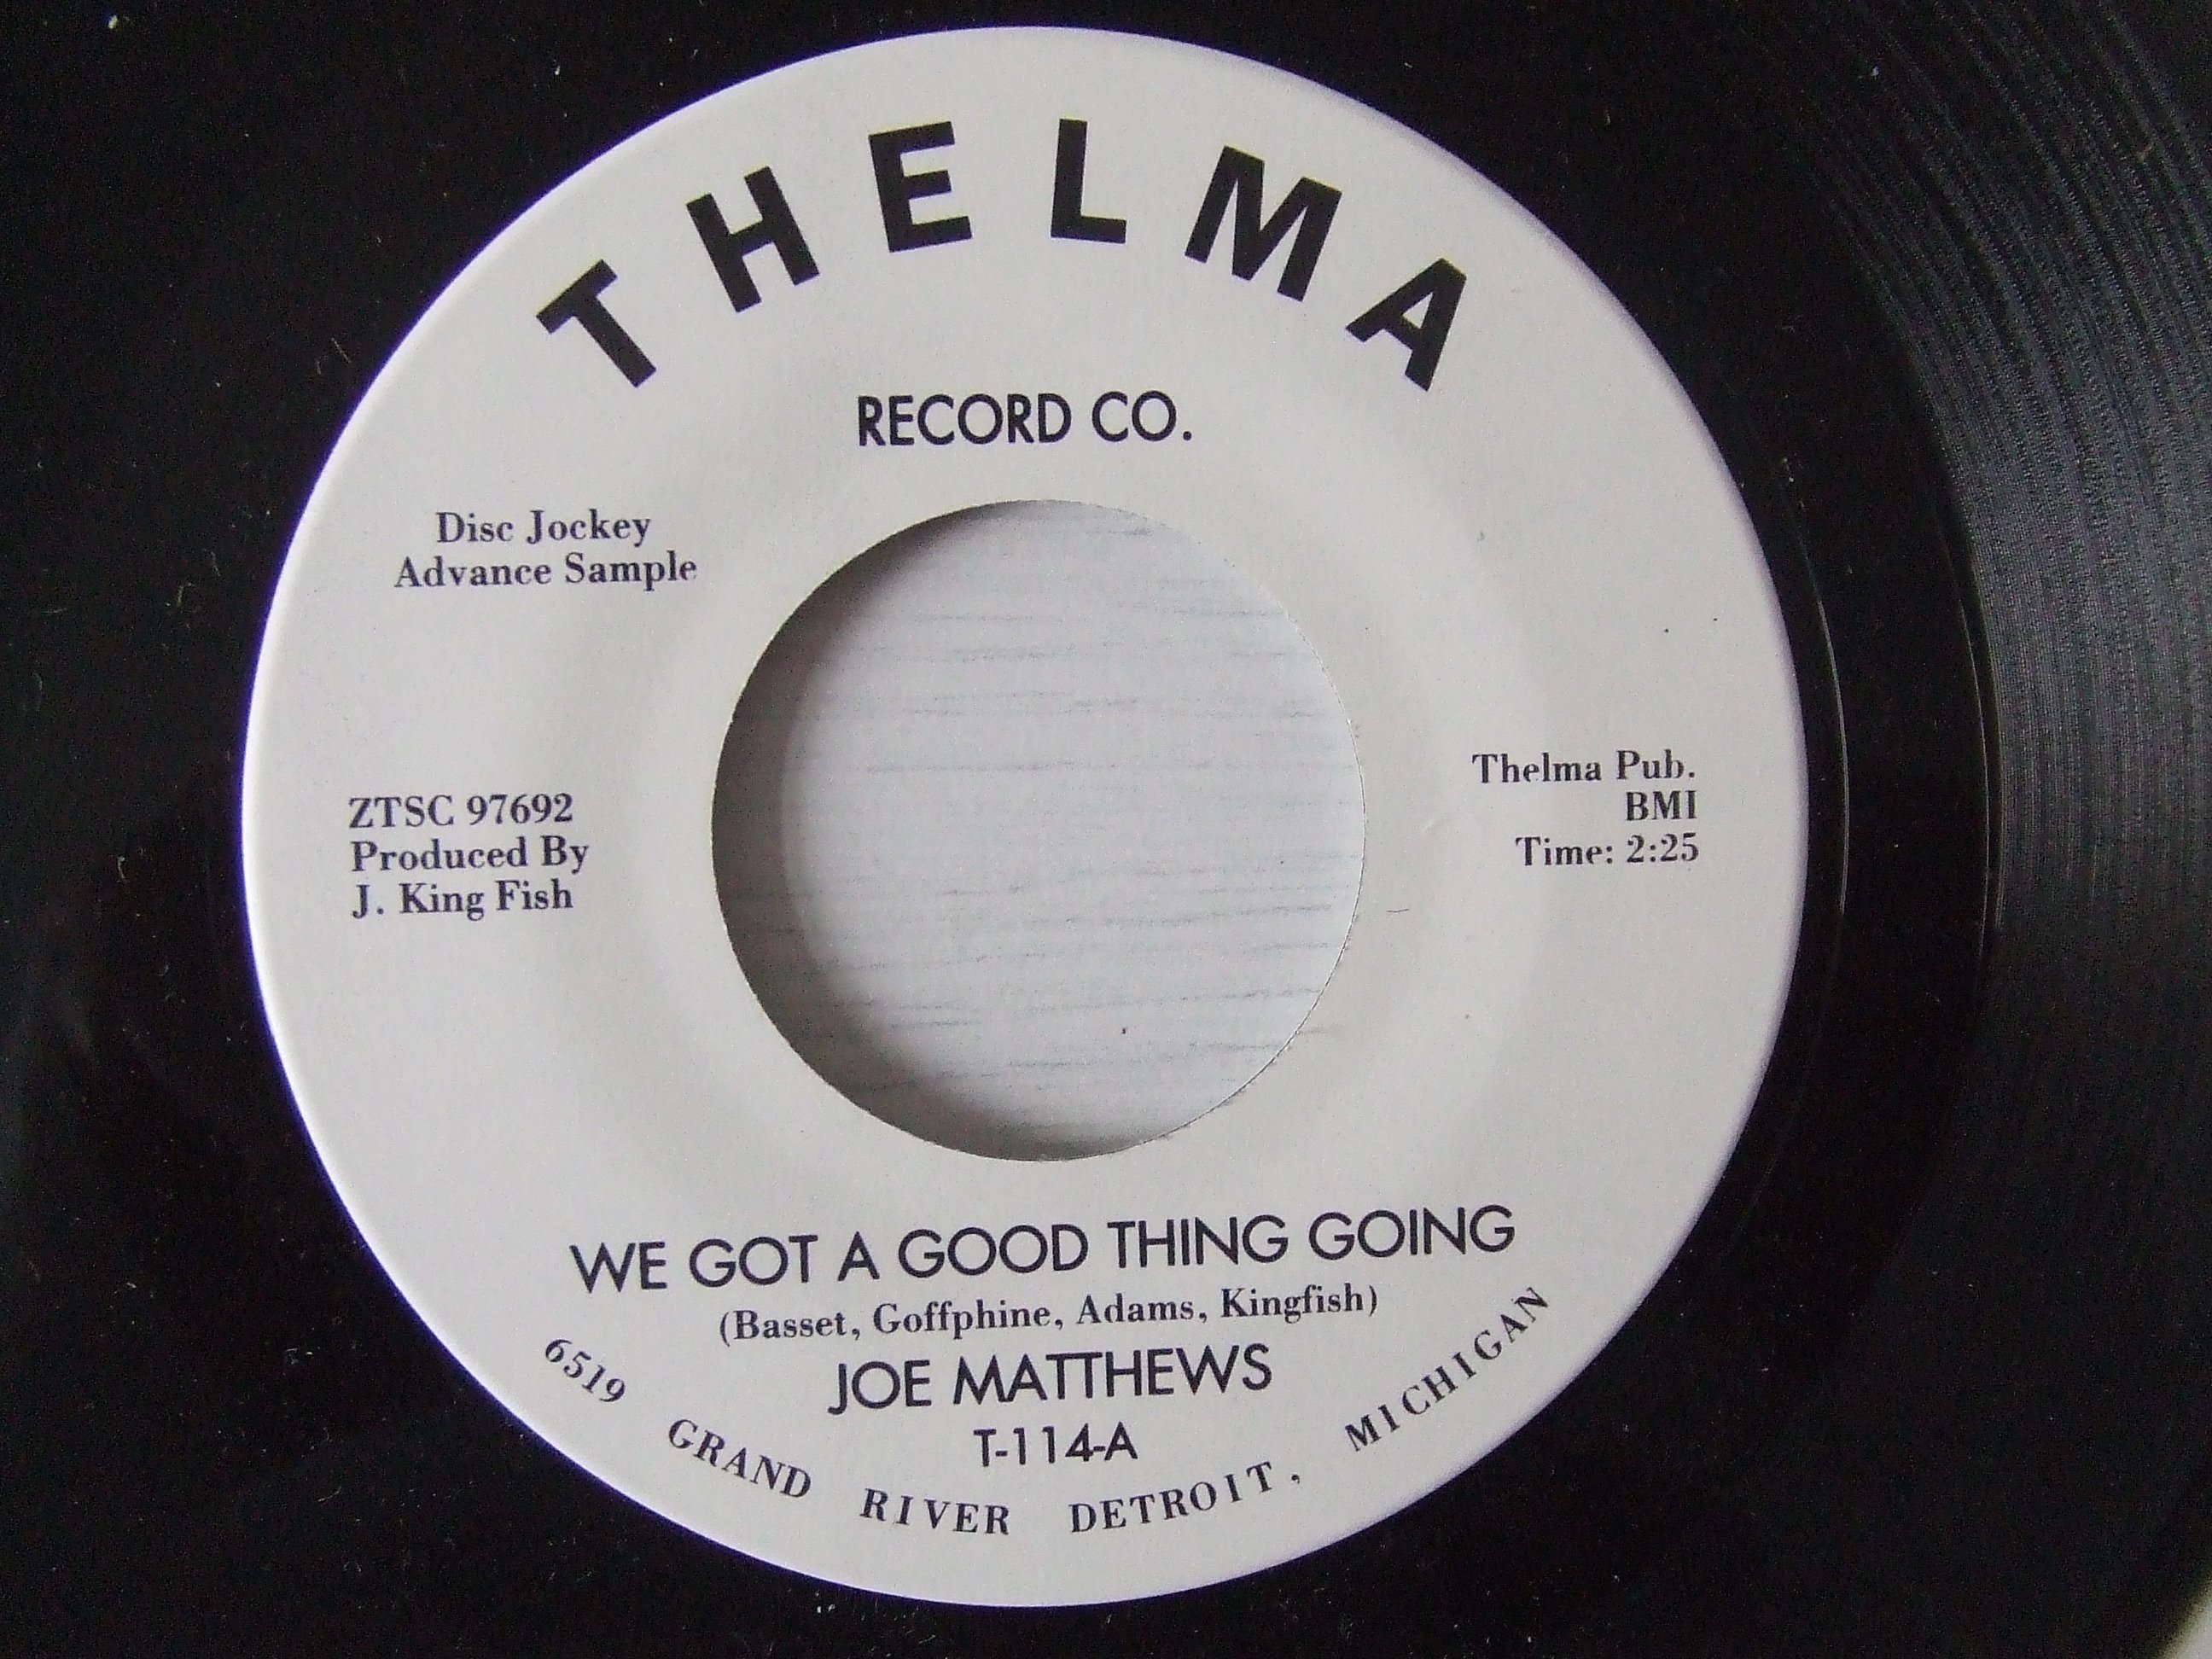 THELMA
RECORD CO.
Disc Jockey
Advance Sample
ZTSC 97692
Produced By
J. King Fish
Thelma Pub.
BMI
Time: 2:25
WE GOT A GOOD THING GOING
(Basset, Goffphine, Adams, Kingfish)
JOE MATTHEWS
T-114-A
6519 GRAND RIVER DETROIT, MICHIGAN